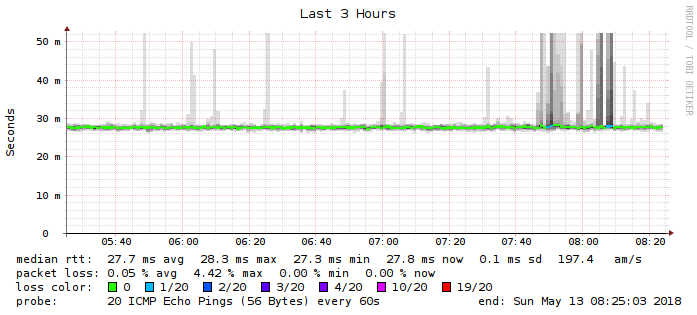 Last 3 Hours
RRDTOOL / TOBI OETIKER
Seconds
50 m
40 m
30 m
20 m
10 m
0
05:40 06:00 06:20 06:40 07:00 07:20 07:40 08:00 08:20
median rtt: 27.7 ms avg 28.3 ms max 27.3 ms min 27.8 ms now 0.1 ms sd 197.4 am/s
packet loss: 0.05 % avg 4.42 % max 0.00 % min 0.00 % now
loss color: 0 1/20 2/20 3/20 4/20 10/20 19/20
probe: 20 ICMP Echo Pings (56 Bytes) every 60s end: Sun May 13 08:25:03 2018